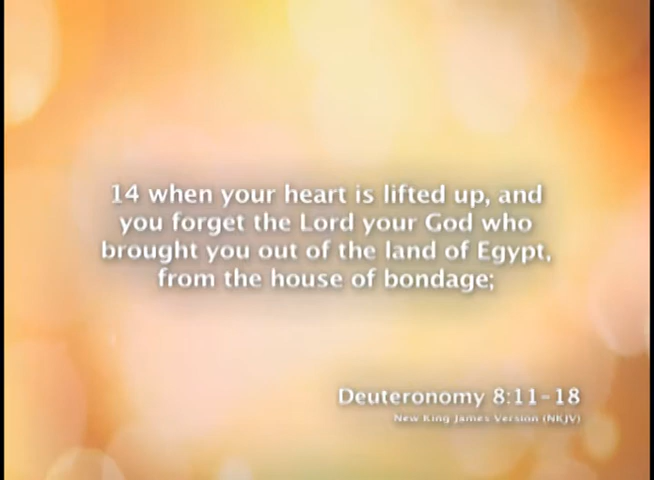 14 when your heart is lifted up, and
you forget the Lord your God who
brought you out of the land of Egypt,
from the house of bondage;
Deuteronomy 8:11-18
New King James Version (NKJV)